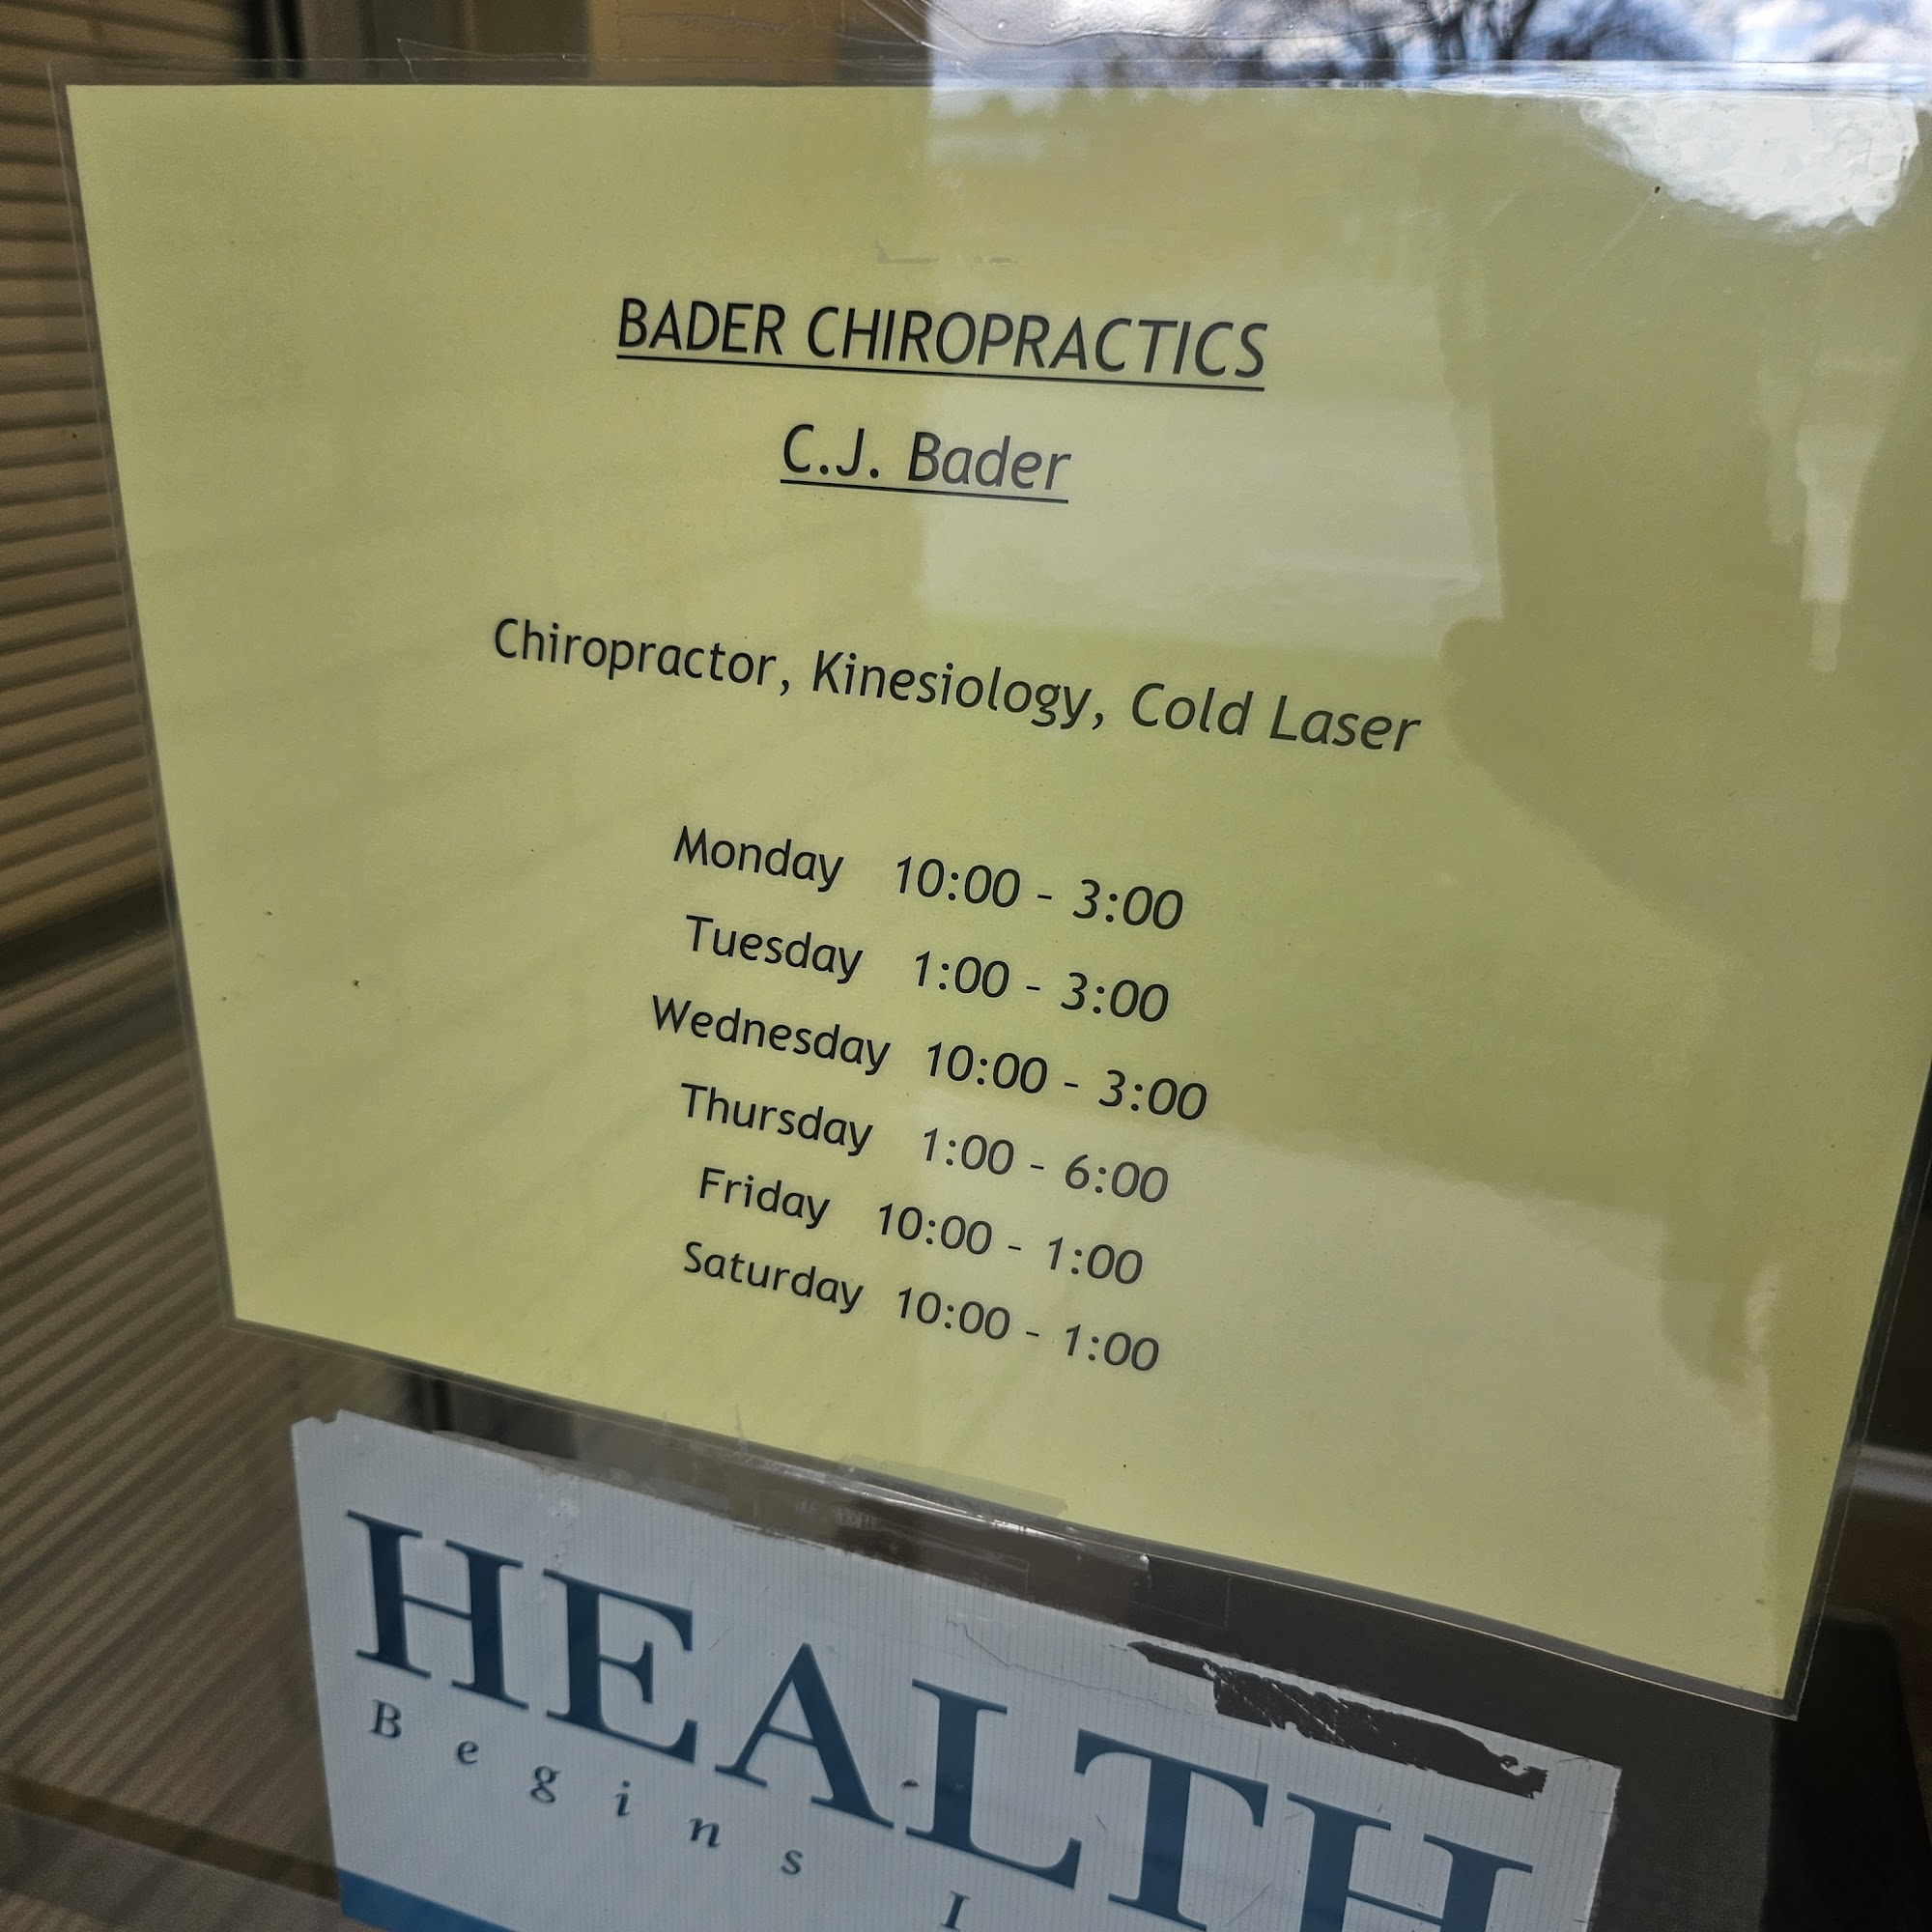 BADER CHIROPRACTICS
C.J. Bader
Chiropractor, Kinesiology, Cold Laser
Monday 10:00 - 3:00
Tuesday 1:00 - 3:00
Wednesday 10:00 - 3:00
Thursday 1:00 - 6:00
Friday 10:00 - 1:00
Saturday 10:00 - 1:00
HEALTH
Begins I